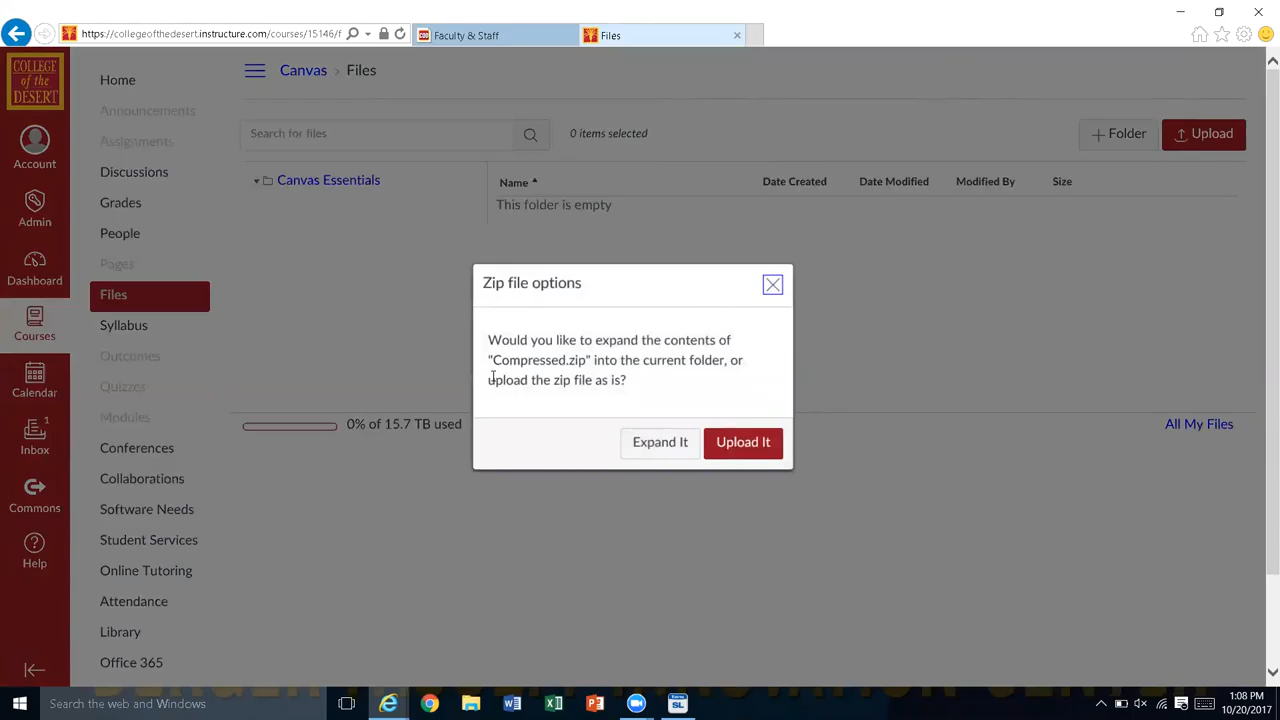 https://collegeofthedesert.instructure.com/courses/15146/f
Faculty & Staff
Files
COLLEGE
of the
DESERT
Account
Admin
Dashboard
Courses
Calendar
1
Inbox
Commons
Help
Home
Announcements
Assignments
Discussions
Grades
People
Pages
Files
Syllabus
Outcomes
Quizzes
Modules
Conferences
Collaborations
Software Needs
Student Services
Online Tutoring
Attendance
Library
Office 365
Canvas > Files
Search for files
0 items selected
Folder
Upload
Canvas Essentials
Name
Date Created
Date Modified
Modified By
Size
This folder is empty
Zip file options
Would you like to expand the contents of
"Compressed.zip" into the current folder, or
upload the zip file as is?
Expand It
Upload It
0% of 15.7 TB used
All My Files
Search the web and Windows
1:08 PM
10/20/2017